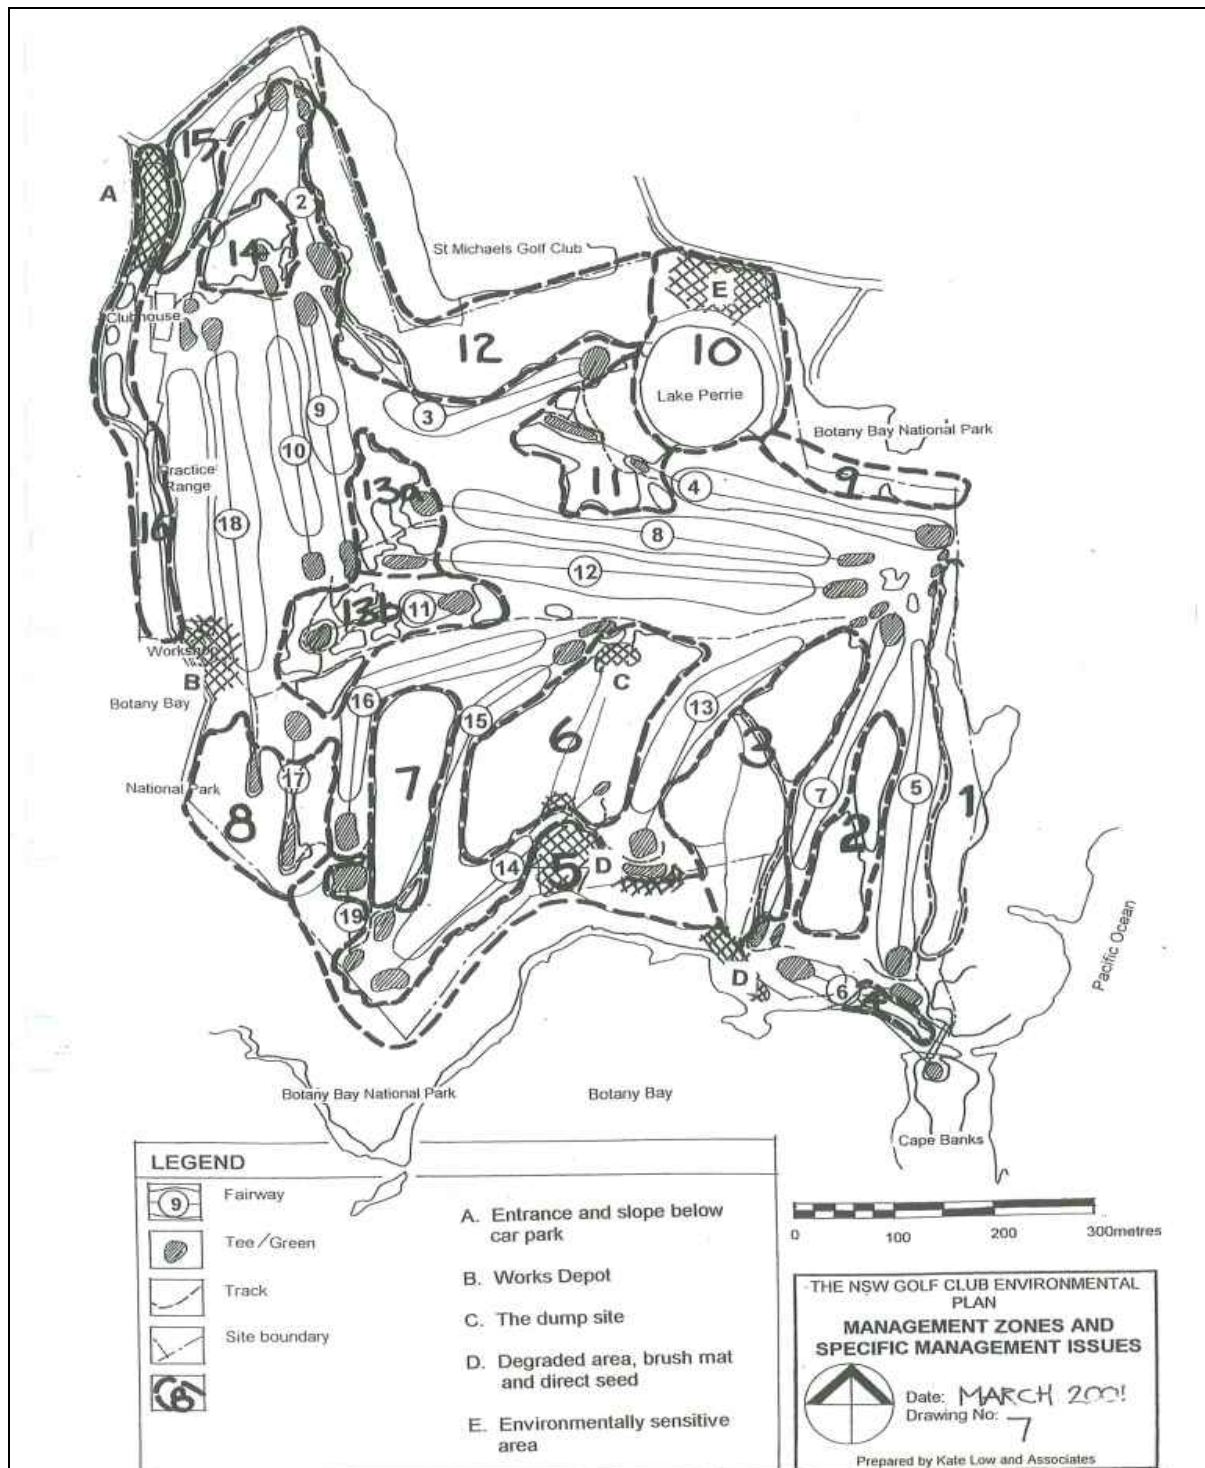 15
A
2
1
14
St Michaels Golf Club
E
Clubhouse
12
10
Lake Perrie
9
3
Botany Bay National Park
10
Practice
Range
13a
11
4
9
16
18
8
12
13b
11
Workshop
B
C
Botany Bay
16
15
13
6
3
National Park
17
7
7
5
1
8
2
14
5
D
19
Pacific Ocean
D
6
4
Botany Bay National Park
Botany Bay
Cape Banks
LEGEND
9
Fairway
Tee/Green
Track
Site boundary
8
A. Entrance and slope below
car park
B. Works Depot
C. The dump site
D. Degraded area, brush mat
and direct seed
E. Environmentally sensitive
area
0 100 200 300metres
THE NSW GOLF CLUB ENVIRONMENTAL
PLAN
MANAGEMENT ZONES AND
SPECIFIC MANAGEMENT ISSUES
Date: MARCH 2001
Drawing No: 7
Prepared by Kate Low and Associates